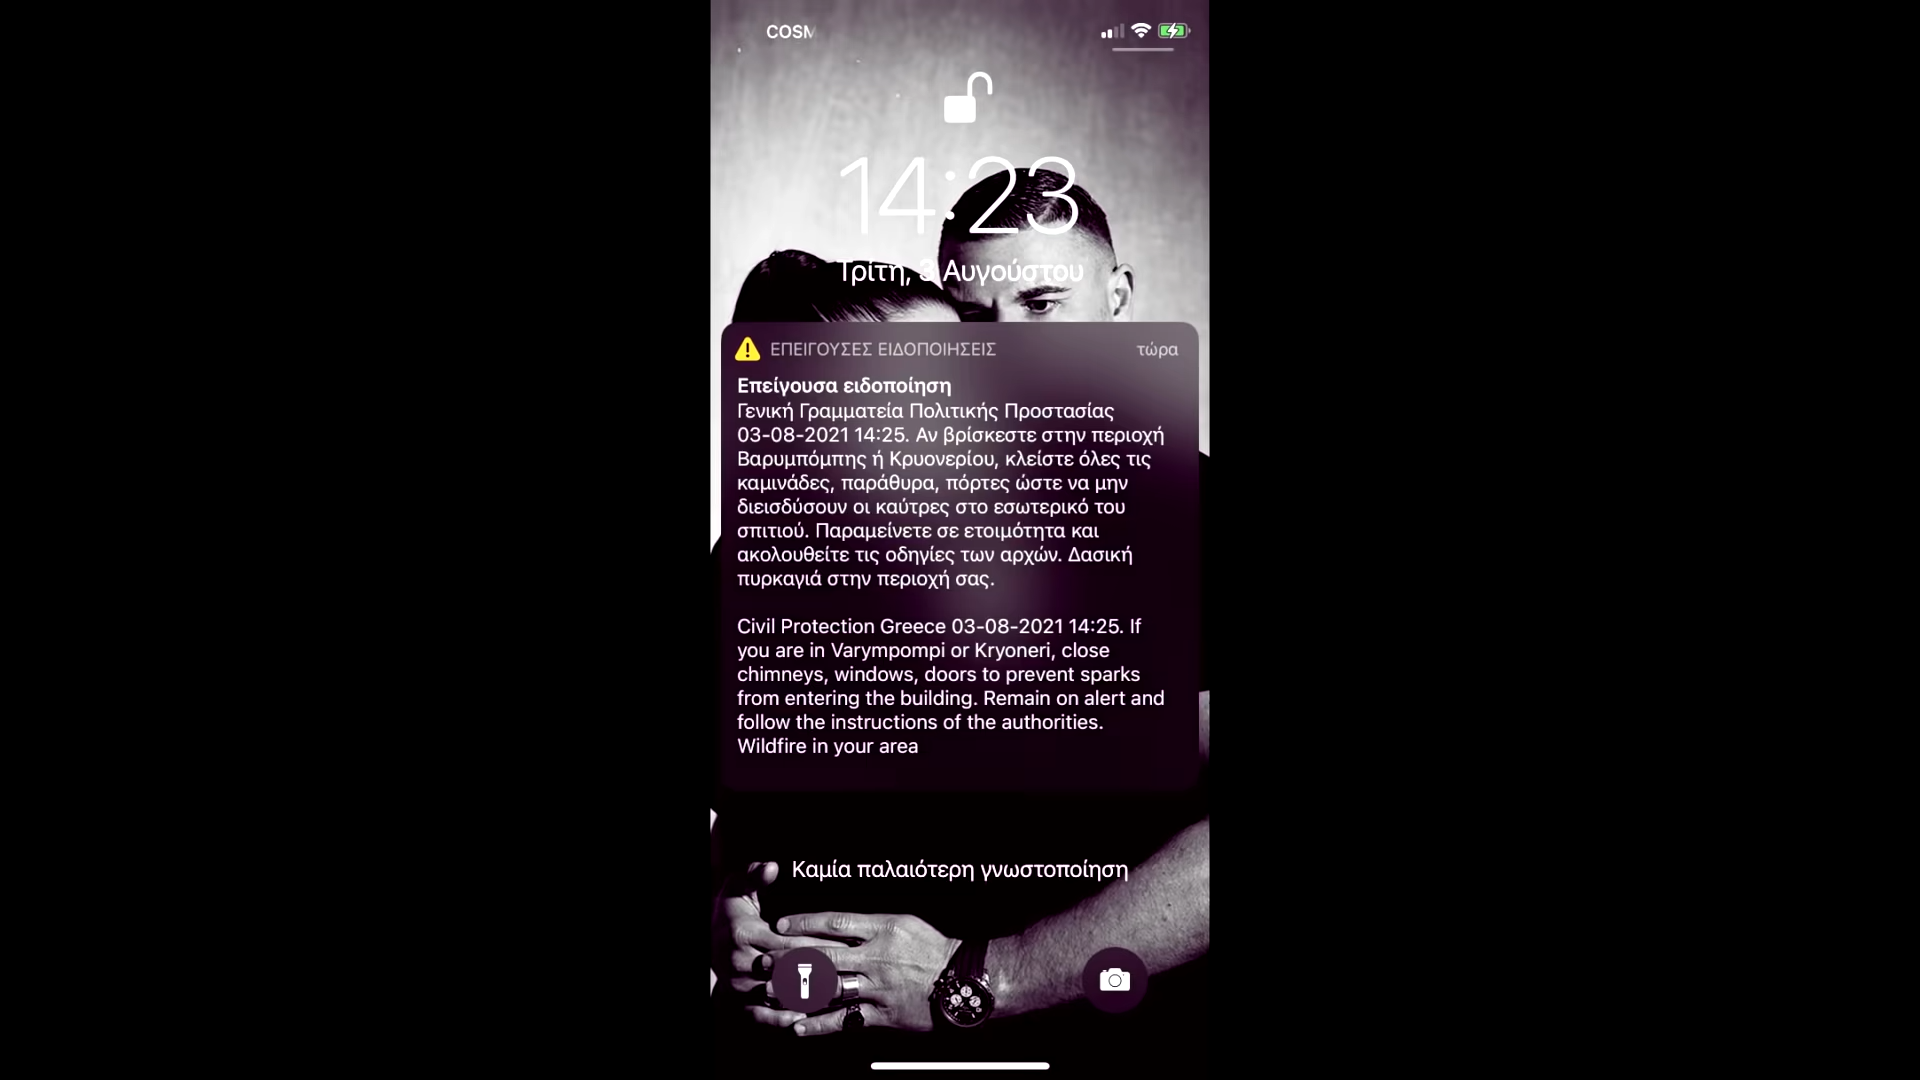 COSM
14:23
Τρίτη, 3 Αυγούστου
ΕΠΕΙΓΟΥΣΕΣ ΕΙΔΟΠΟΙΗΣΕΙΣ τώρα
Επείγουσα ειδοποίηση
Γενική Γραμματεία Πολιτικής Προστασίας
03-08-2021 14:25. Αν βρίσκεστε στην περιοχή
Βαρυμπόμπης ή Κρυονερίου, κλείστε όλες τις
καμινάδες, παράθυρα, πόρτες ώστε να μην
διεισδύσουν οι καύτρες στο εσωτερικό του
σπιτιού. Παραμείνετε σε ετοιμότητα και
ακολουθείτε τις οδηγίες των αρχών. Δασική
πυρκαγιά στην περιοχή σας.
Civil Protection Greece 03-08-2021 14:25. If
you are in Varympompi or Kryoneri, close
chimneys, windows, doors to prevent sparks
from entering the building. Remain on alert and
follow the instructions of the authorities.
Wildfire in your area
Καμία παλαιότερη γνωστοποίηση